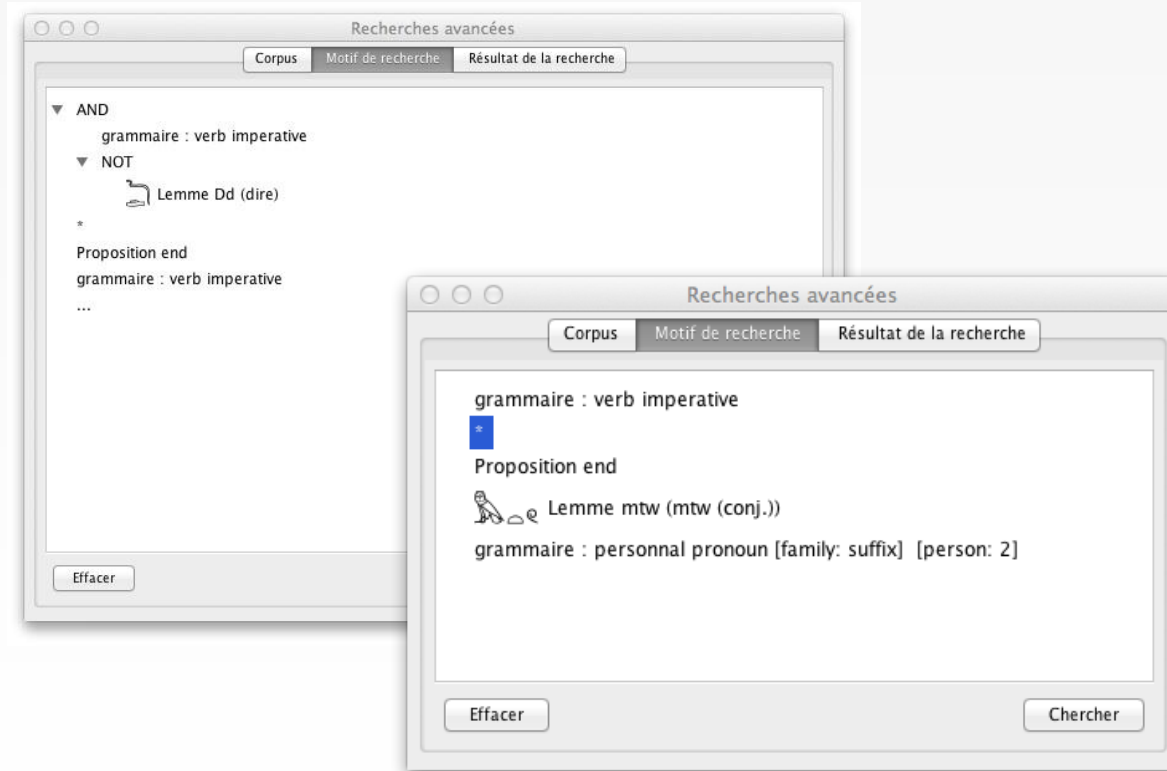 Recherches avancées
Corpus Motif de recherche Résultat de la recherche
AND
grammaire : verb imperative
NOT
Lemme Dd (dire)
*
Proposition end
grammaire : verb imperative
...
Effacer
Recherches avancées
Corpus Motif de recherche Résultat de la recherche
grammaire : verb imperative
*
Proposition end
Lemme mtw (mtw (conj.))
grammaire : personnal pronoun [family: suffix] [person: 2]
Effacer Chercher